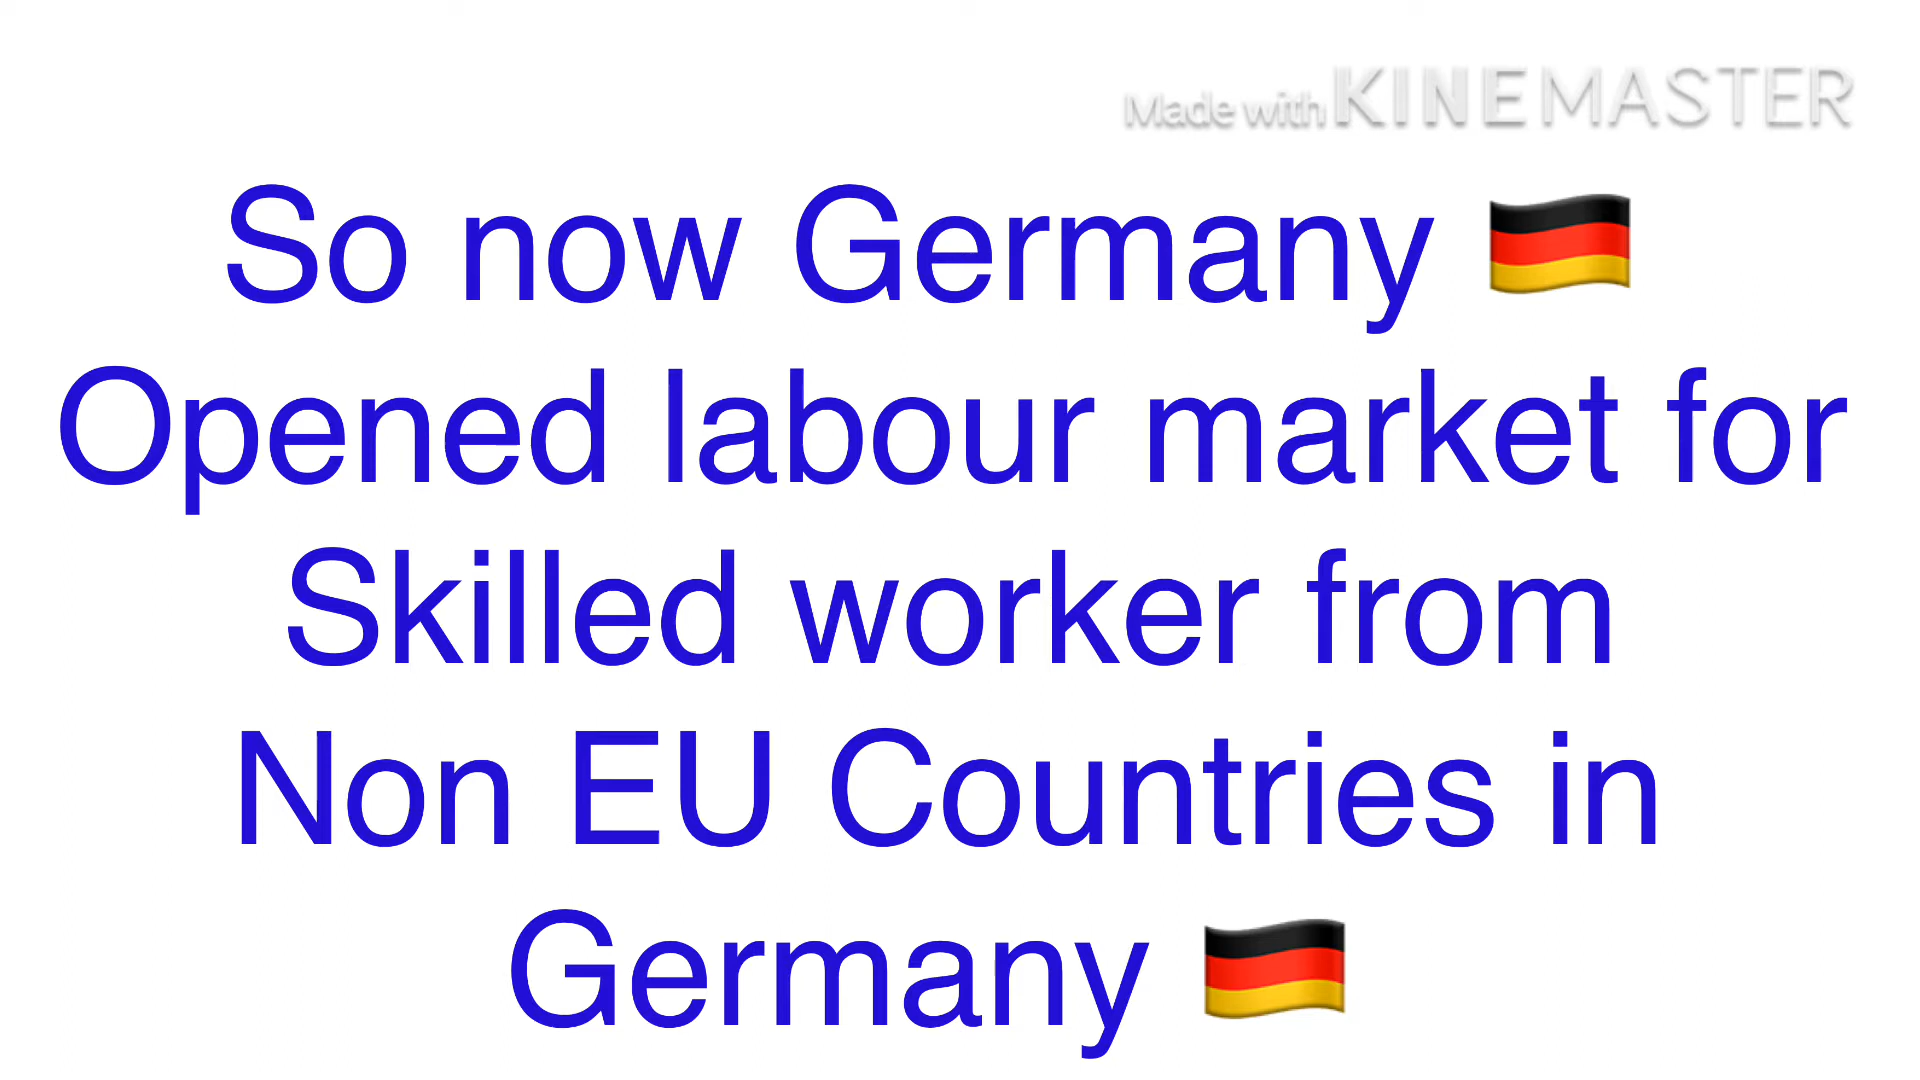 Made with KINEMASTER
So now Germany 🇩🇪
Opened labour market for
Skilled worker from
Non EU Countries in
Germany 🇩🇪